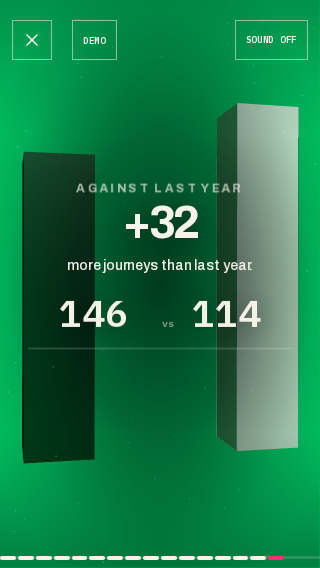 DEMO
SOUND OFF
AGAINST LAST YEAR
+32
more journeys than last year.
146 vs 114